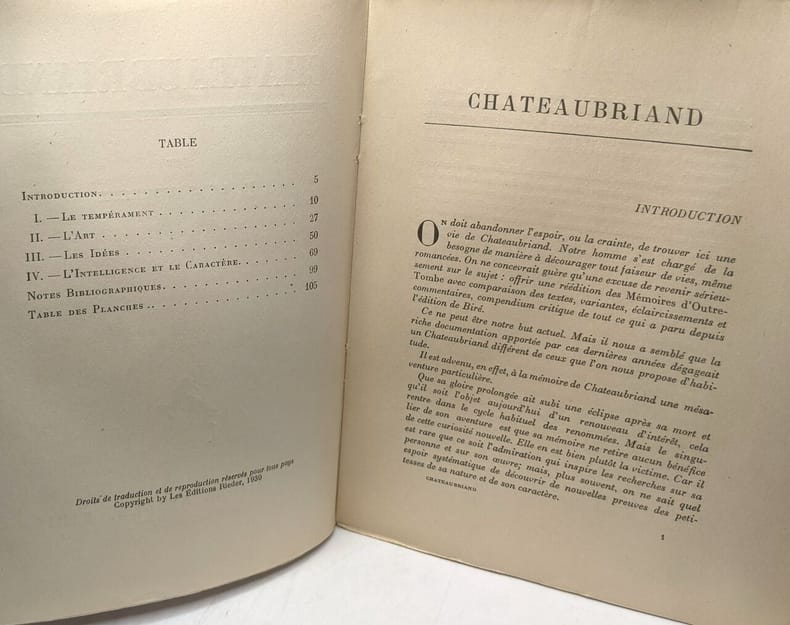 TABLE
INTRODUCTION. . . . . . . . . . . . . . . . . . 5
I. — LE TEMPÉRAMENT . . . . . . . . . . . . . 10
II. — L'ART . . . . . . . . . . . . . . . . . 27
III. — LES IDÉES . . . . . . . . . . . . . . . 50
IV. — L'INTELLIGENCE ET LE CARACTÈRE. . . . . . 69
NOTES BIBLIOGRAPHIQUES. . . . . . . . . . . . . 99
TABLE DES PLANCHES . . . . . . . . . . . . . . 105
Droits de traduction et de reproduction réservés pour tous pays
Copyright by Les Éditions Rieder, 1930
CHATEAUBRIAND
INTRODUCTION
ON doit abandonner l'espoir, ou la crainte, de trouver ici une
vie de Chateaubriand. Notre homme s'est chargé de la
besogne de manière à décourager tout faiseur de vies, même
romancées. On ne concevrait guère qu'une excuse de revenir sérieu-
sement sur le sujet : offrir une réédition des Mémoires d'Outre-
Tombe avec comparaison des textes, variantes, éclaircissements et
commentaires, compendium critique de tout ce qui a paru depuis
l'édition de Biré.
Ce ne peut être notre but actuel. Mais il nous a semblé que la
riche documentation apportée par ces dernières années dégageait
un Chateaubriand différent de ceux que l'on nous propose d'habi-
tude.
Il est advenu, en effet, à la mémoire de Chateaubriand une mésa-
venture particulière.
Que sa gloire prolongée ait subi une éclipse après sa mort et
qu'il soit l'objet aujourd'hui d'un renouveau d'intérêt, cela
rentre dans le cycle habituel des renommées. Mais le singu-
lier de son aventure est que sa mémoire ne retire aucun bénéfice
de cette curiosité nouvelle. Elle en est bien plutôt la victime. Car il
est rare que ce soit l'admiration qui inspire les recherches sur sa
personne et sur son œuvre; mais, plus souvent, on ne sait quel
espoir systématique de découvrir de nouvelles preuves des peti-
tesses de sa nature et de son caractère.
CHATEAUBRIAND
1